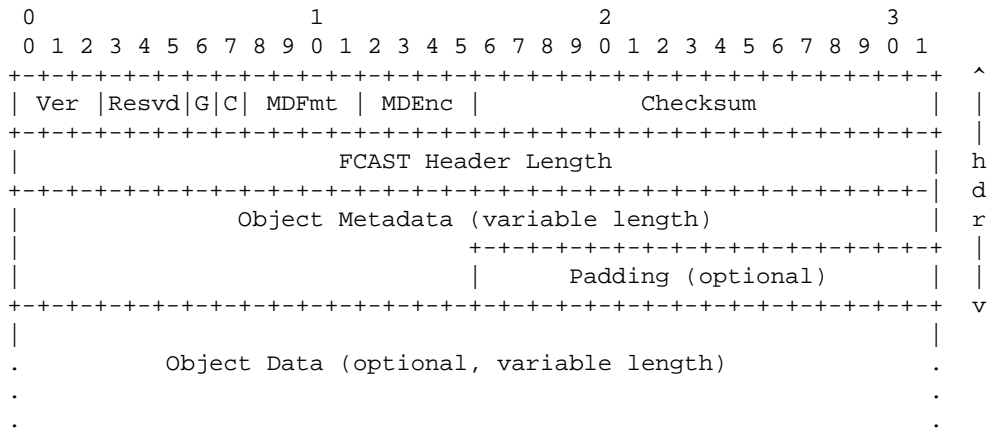 0                   1                   2                   3
 0 1 2 3 4 5 6 7 8 9 0 1 2 3 4 5 6 7 8 9 0 1 2 3 4 5 6 7 8 9 0 1
+-+-+-+-+-+-+-+-+-+-+-+-+-+-+-+-+-+-+-+-+-+-+-+-+-+-+-+-+-+-+-+-+  ^
| Ver |Resvd|G|C| MDFmt | MDEnc |           Checksum            |  |
+-+-+-+-+-+-+-+-+-+-+-+-+-+-+-+-+-+-+-+-+-+-+-+-+-+-+-+-+-+-+-+-+  |
|                      FCAST Header Length                      |  h
+-+-+-+-+-+-+-+-+-+-+-+-+-+-+-+-+-+-+-+-+-+-+-+-+-+-+-+-+-+-+-+-|  d
|               Object Metadata (variable length)               |  r
|                               +-+-+-+-+-+-+-+-+-+-+-+-+-+-+-+-+  |
|                               |      Padding (optional)       |  |
+-+-+-+-+-+-+-+-+-+-+-+-+-+-+-+-+-+-+-+-+-+-+-+-+-+-+-+-+-+-+-+-+  v
|                                                               |
.          Object Data (optional, variable length)              .
.                                                               .
.                                                               .